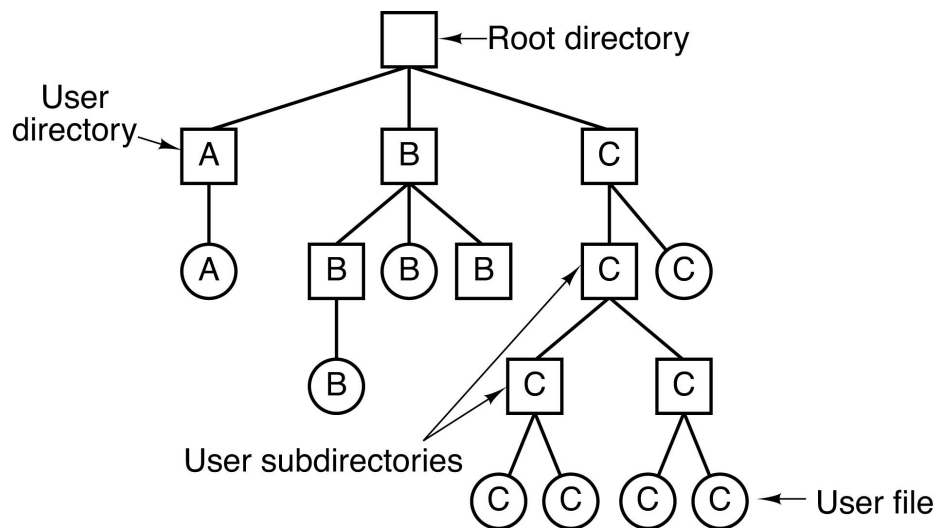 Root directory
User
directory
A
B
C
A
B
B
B
C
C
B
C
C
User subdirectories
C
C
C
C
User file